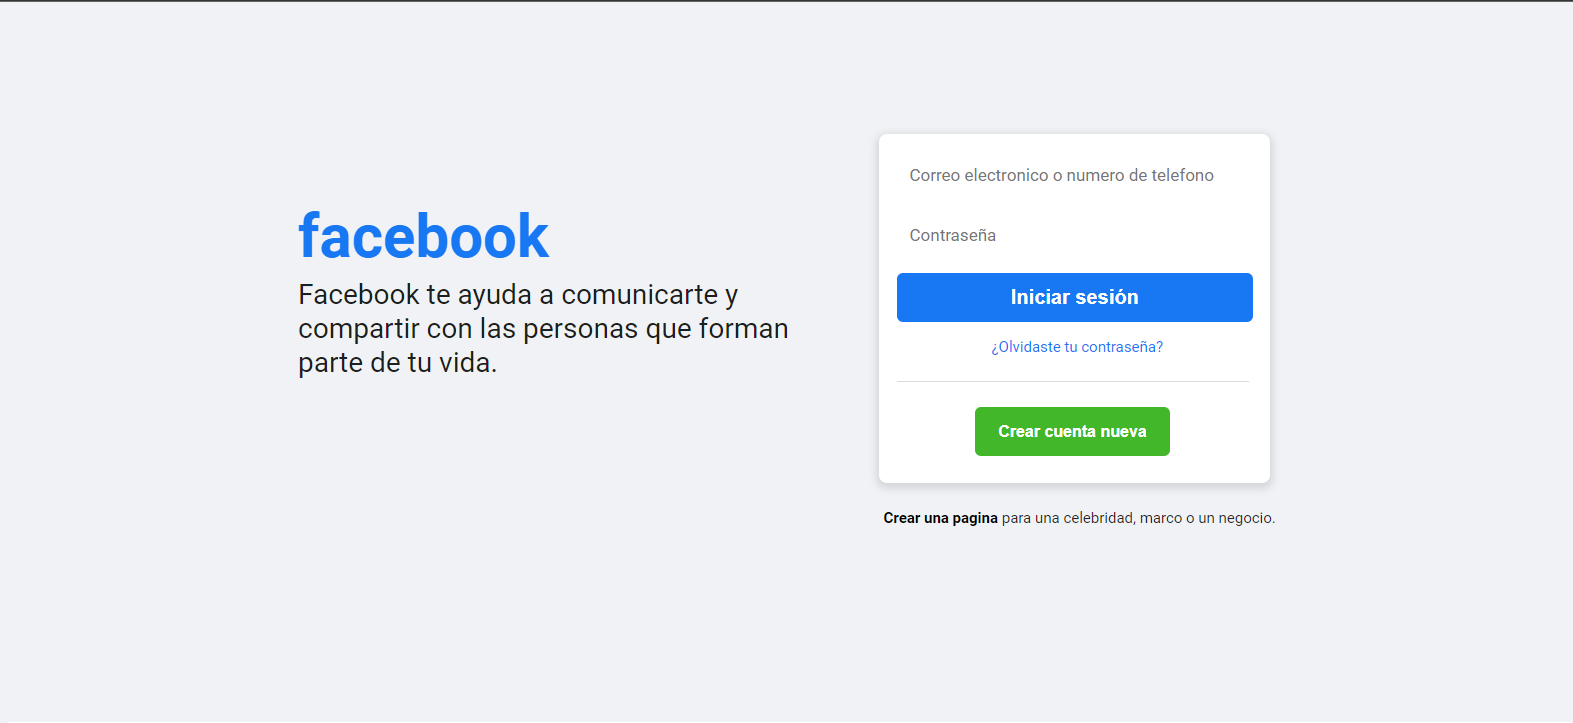 facebook
Facebook te ayuda a comunicarte y
compartir con las personas que forman
parte de tu vida.
Correo electronico o numero de telefono
Contraseña
Iniciar sesión
¿Olvidaste tu contraseña?
Crear cuenta nueva
Crear una pagina para una celebridad, marco o un negocio.